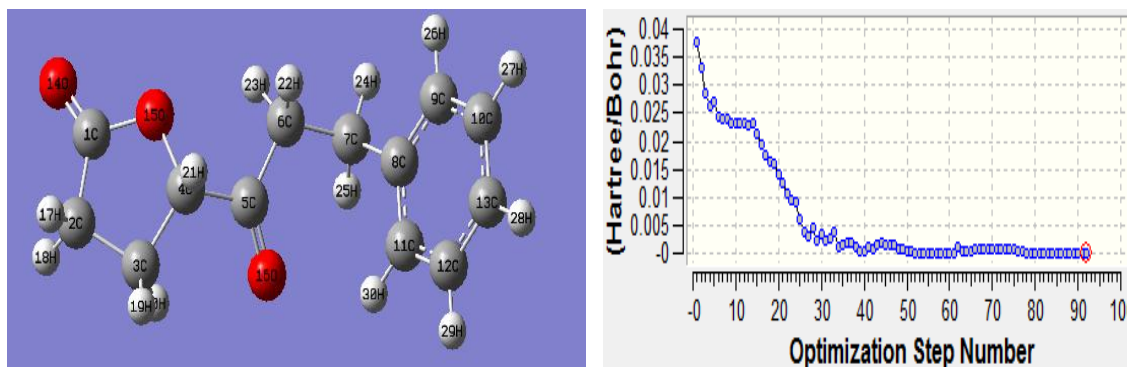 26H
27H
23H
22H
24H
14O
9C
15O
10C
6C
1C
7C
8C
21H
4C
25H
13C
5C
17H
2C
28H
11C
18H
3C
12C
16O
30H
19H
29H
(Hartree/Bohr)
0.04
0.035
0.03
0.025
0.02
0.015
0.01
0.005
-0
-0 10 20 30 40 50 60 70 80 90
Optimization Step Number